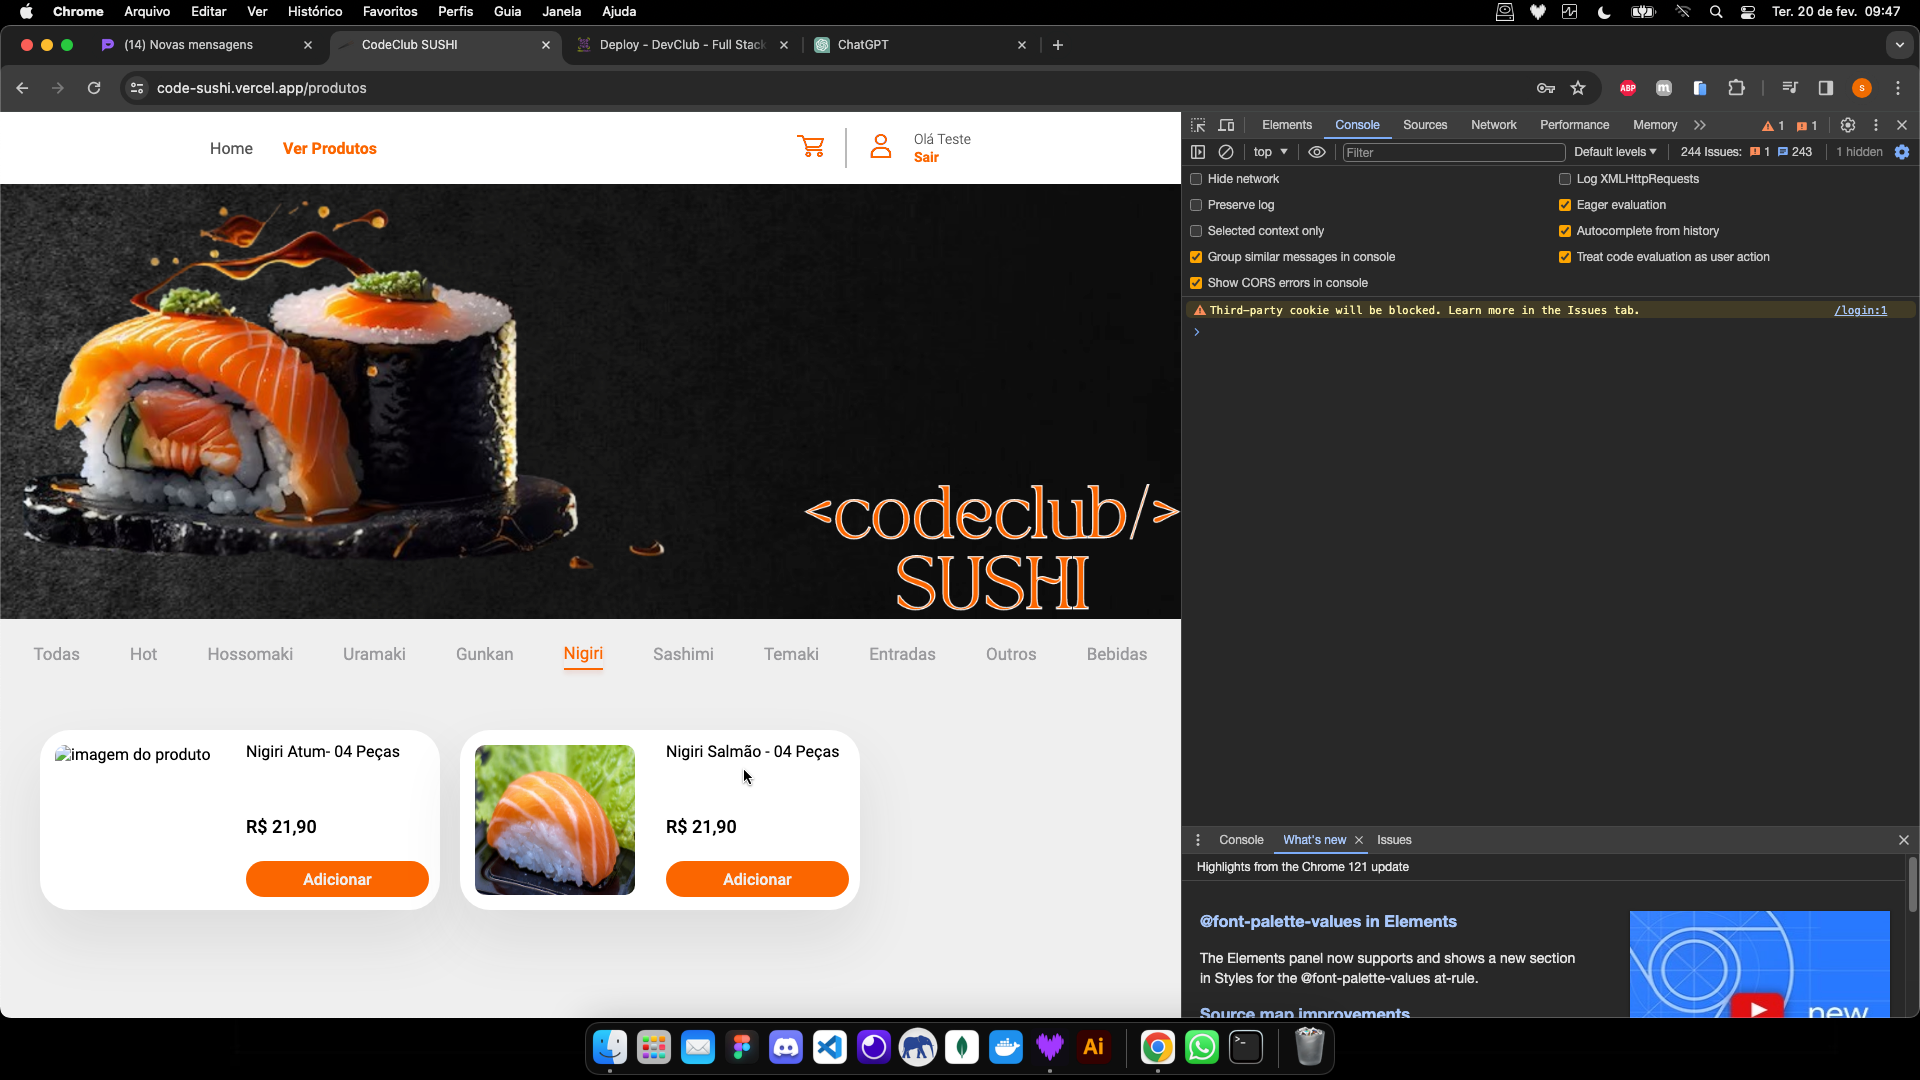 Chrome Arquivo Editar Ver Histórico Favoritos Perfis Guia Janela Ajuda Ter. 20 de fev. 09:47
(14) Novas mensagens
CodeClub SUSHI
Deploy - DevClub - Full Stack
ChatGPT
code-sushi.vercel.app/produtos
ABP
m
S
Home
Ver Produtos
Olá Teste
Sair
<codeclub/>
SUSHI
Todas Hot Hossomaki Uramaki Gunkan Nigiri Sashimi Temaki Entradas Outros Bebidas
imagem do produto
Nigiri Atum- 04 Peças
R$ 21,90
Adicionar
Nigiri Salmão - 04 Peças
R$ 21,90
Adicionar
Elements Console Sources Network Performance Memory 1 1
top Filter Default levels 244 Issues: 1 243 1 hidden
Hide network
Log XMLHttpRequests
Preserve log
Eager evaluation
Selected context only
Autocomplete from history
Group similar messages in console
Treat code evaluation as user action
Show CORS errors in console
Third-party cookie will be blocked. Learn more in the Issues tab. /login:1
Console What's new Issues
Highlights from the Chrome 121 update
@font-palette-values in Elements
The Elements panel now supports and shows a new section
in Styles for the @font-palette-values at-rule.
Source map improvements
new
Ai